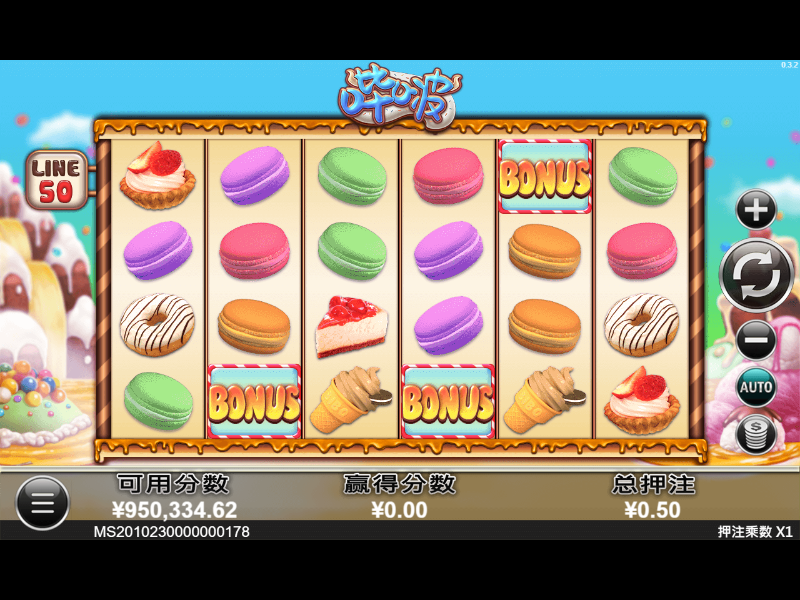 0.3.2
LINE
50
BONUS
BONUS
BONUS
AUTO
$
可用分数
赢得分数
总押注
¥950,334.62
¥0.00
¥0.50
MS2010230000000178
押注乘数 X1